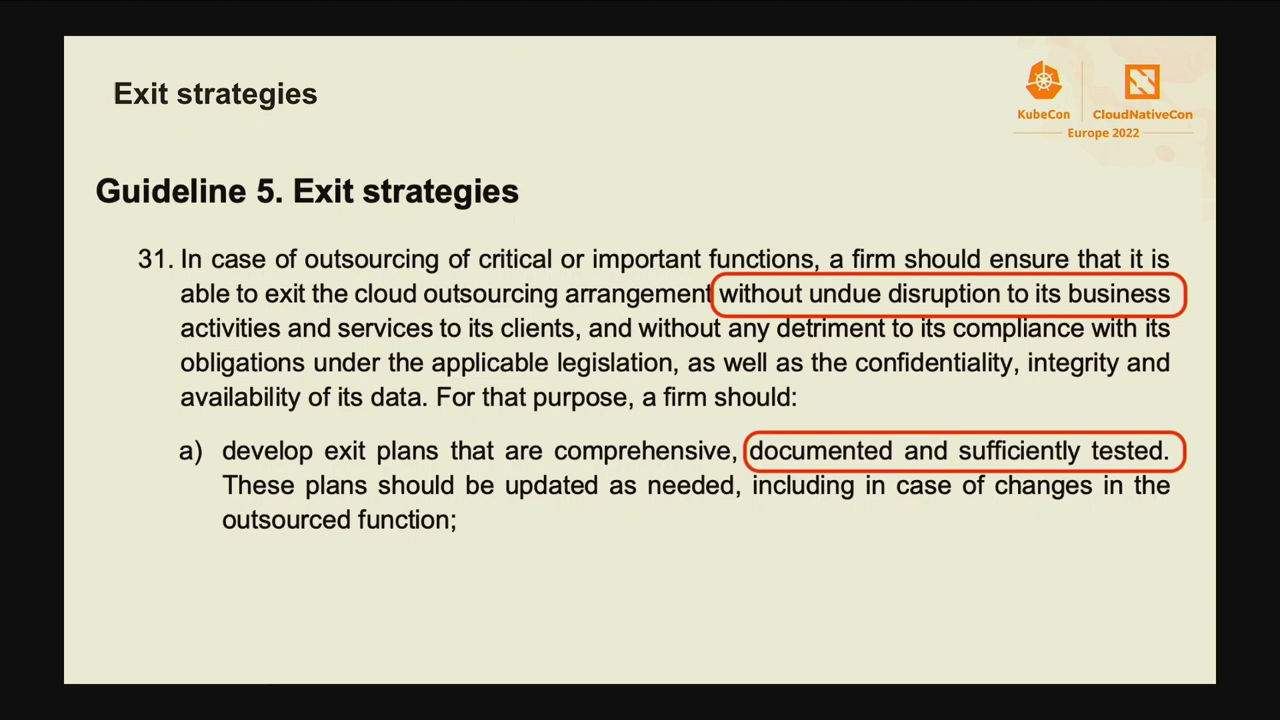 Exit strategies
KubeCon
CloudNativeCon
Europe 2022
Guideline 5. Exit strategies
31. In case of outsourcing of critical or important functions, a firm should ensure that it is
able to exit the cloud outsourcing arrangement without undue disruption to its business
activities and services to its clients, and without any detriment to its compliance with its
obligations under the applicable legislation, as well as the confidentiality, integrity and
availability of its data. For that purpose, a firm should:
a) develop exit plans that are comprehensive, documented and sufficiently tested.
These plans should be updated as needed, including in case of changes in the
outsourced function;